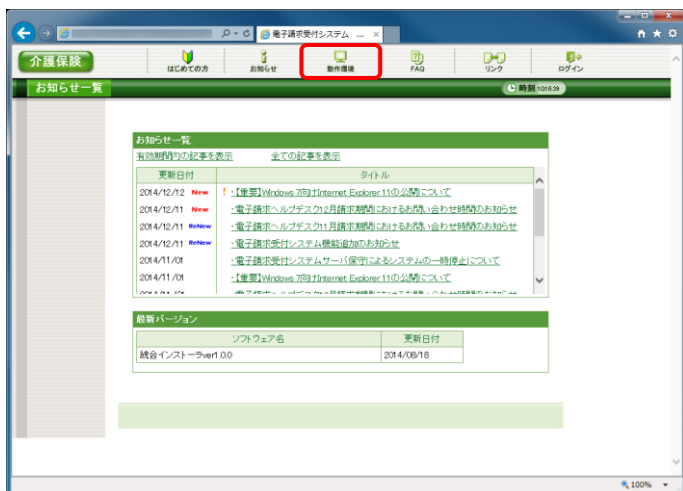 電子請求受付システム ...
介護保険
はじめての方
お知らせ
動作環境
FAQ
リンク
ログイン
お知らせ一覧
時刻 10:16:39
お知らせ一覧
有効期間内の記事を表示 全ての記事を表示
更新日付 タイトル
2014/12/12 New ! ・【重要】Windows 7向けInternet Explorer 11の公開について
2014/12/11 New ・電子請求ヘルプデスク12月請求期間におけるお問い合わせ時間のお知らせ
2014/12/11 ReNew ・電子請求ヘルプデスク11月請求期間におけるお問い合わせ時間のお知らせ
2014/12/11 ReNew ・電子請求受付システム機能追加のお知らせ
2014/11/01 ・電子請求受付システムサーバ保守によるシステムの一時停止について
2014/11/01 ・【重要】Windows 7向けInternet Explorer 11の公開について
最新バージョン
ソフトウェア名 更新日付
統合インストーラver1.0.0 2014/08/18
100%